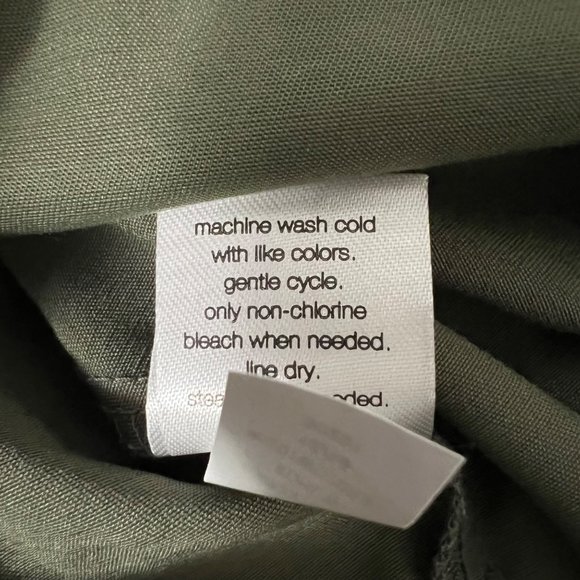 machine wash cold
with like colors.
gentle cycle.
only non-chlorine
bleach when needed.
line dry.